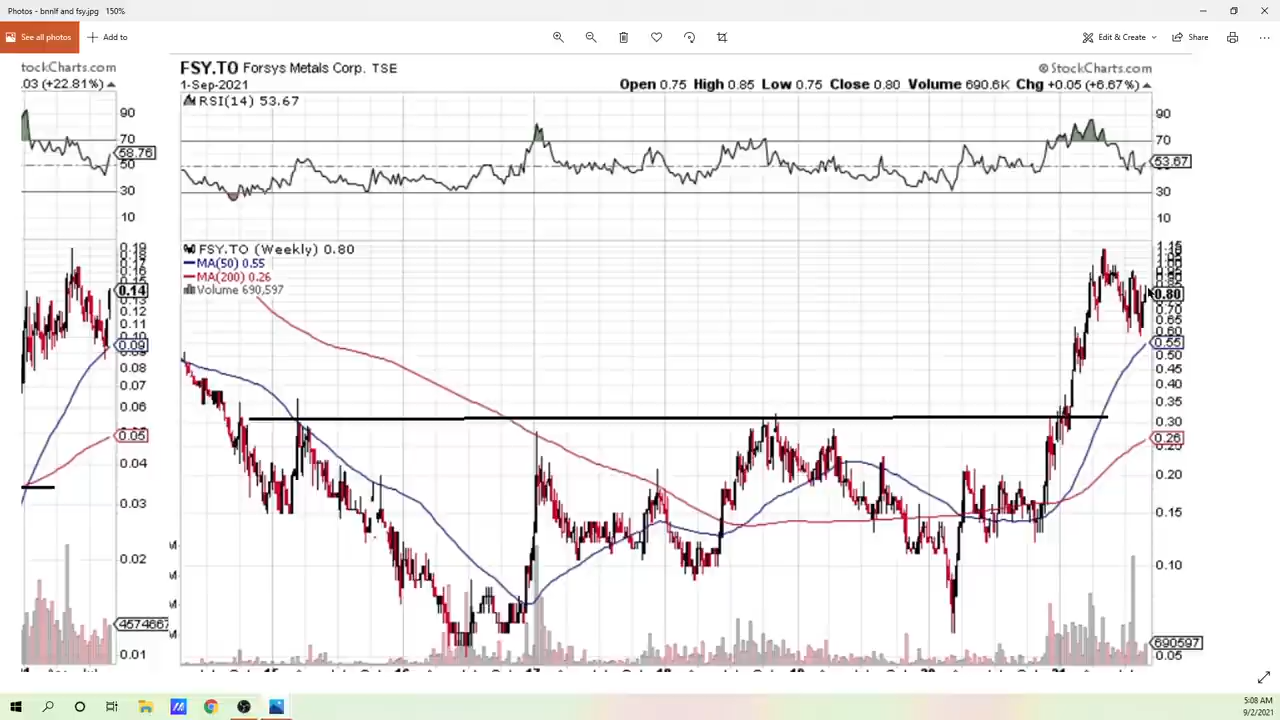 Photos - bnnlf and fsy.jpg   150%
See all photos
Add to
Edit & Create
Share
tockCharts.com
.03 (+22.81%)
90
70
58.76
50
30
10
0.19
0.18
0.14
0.13
0.12
0.11
0.09
0.08
0.07
0.06
0.05
0.04
0.03
0.02
4574667
0.01
FSY.TO Forsys Metals Corp. TSE
© StockCharts.com
1-Sep-2021
Open 0.75 High 0.85 Low 0.75 Close 0.80 Volume 690.6K Chg +0.05 (+6.67%)
RSI(14) 53.67
90
70
53.67
30
10
FSY.TO (Weekly) 0.80
MA(50) 0.55
MA(200) 0.26
Volume 690,597
1.15
0.80
0.70
0.60
0.55
0.50
0.45
0.40
0.35
0.30
0.26
0.20
0.15
0.10
690597
0.05
5:08 AM
9/2/2021